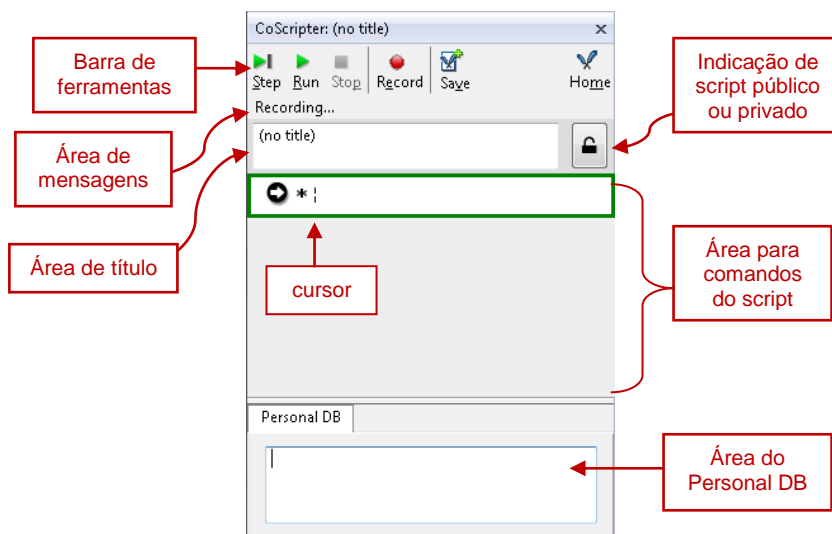 CoScripter: (no title)
Barra de
ferramentas
Step Run Stop Record Save Home
Indicação de
script público
ou privado
Recording...
(no title)
Área de
mensagens
*
Área de título
cursor
Área para
comandos
do script
Personal DB
Área do
Personal DB